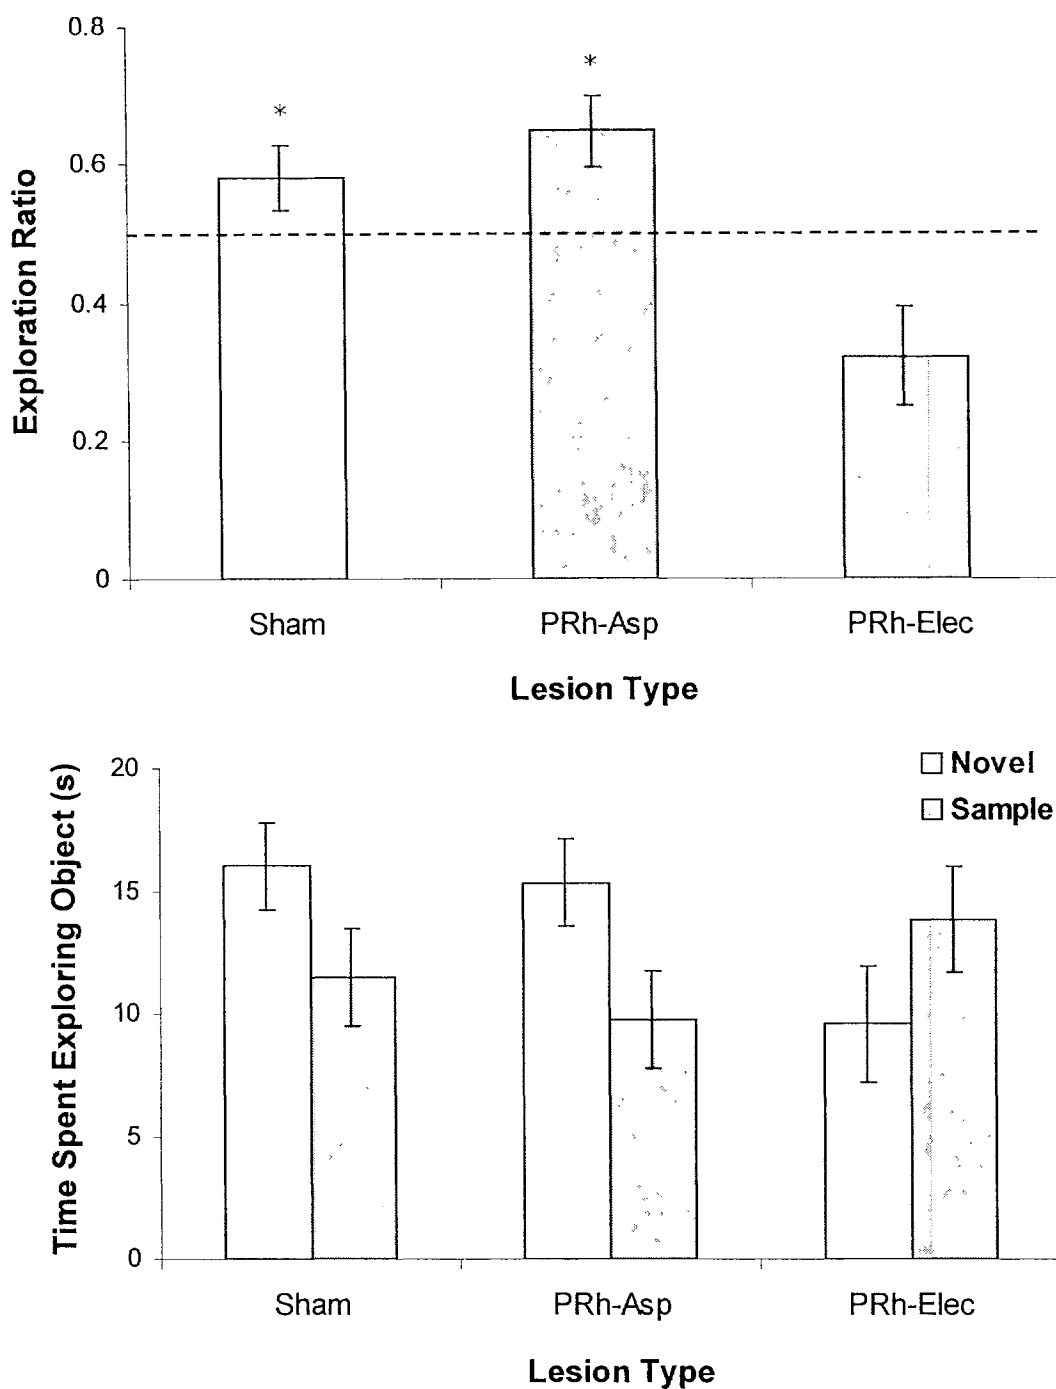 0.8
*
*
0.6
0.4
0.2
0
Exploration Ratio
Sham PRh-Asp PRh-Elec
Lesion Type
Novel
Sample
20
15
10
5
0
Time Spent Exploring Object (s)
Sham PRh-Asp PRh-Elec
Lesion Type